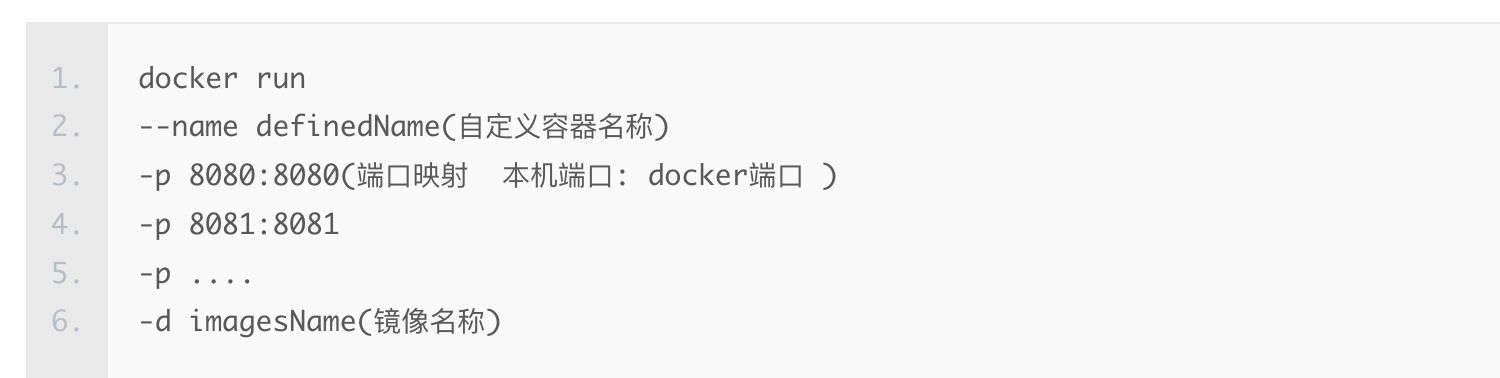 1. docker run
2. --name definedName(自定义容器名称)
3. -p 8080:8080(端口映射  本机端口: docker端口 )
4. -p 8081:8081
5. -p ....
6. -d imagesName(镜像名称)